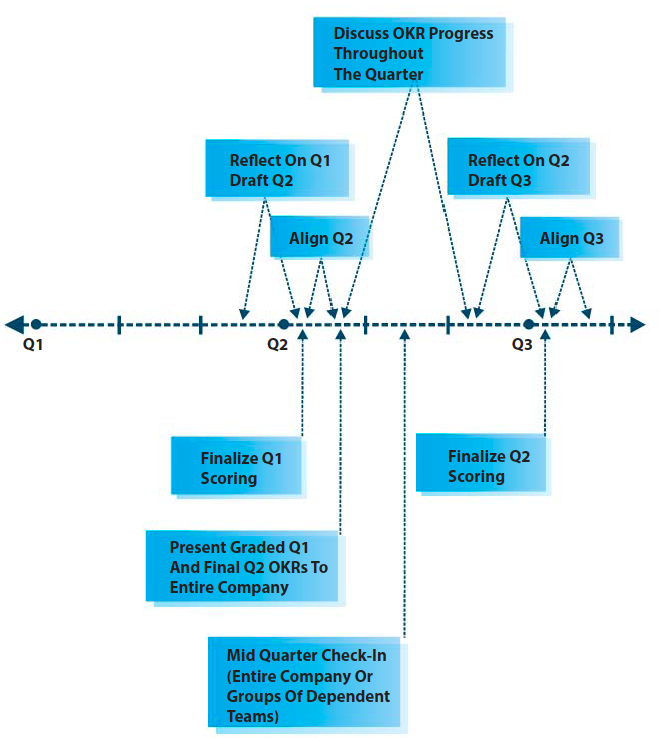 Discuss OKR Progress
Throughout
The Quarter
Reflect On Q1
Draft Q2
Reflect On Q2
Draft Q3
Align Q2
Align Q3
Q1
Q2
Q3
Finalize Q1
Scoring
Finalize Q2
Scoring
Present Graded Q1
And Final Q2 OKRs To
Entire Company
Mid Quarter Check-In
(Entire Company Or
Groups Of Dependent
Teams)